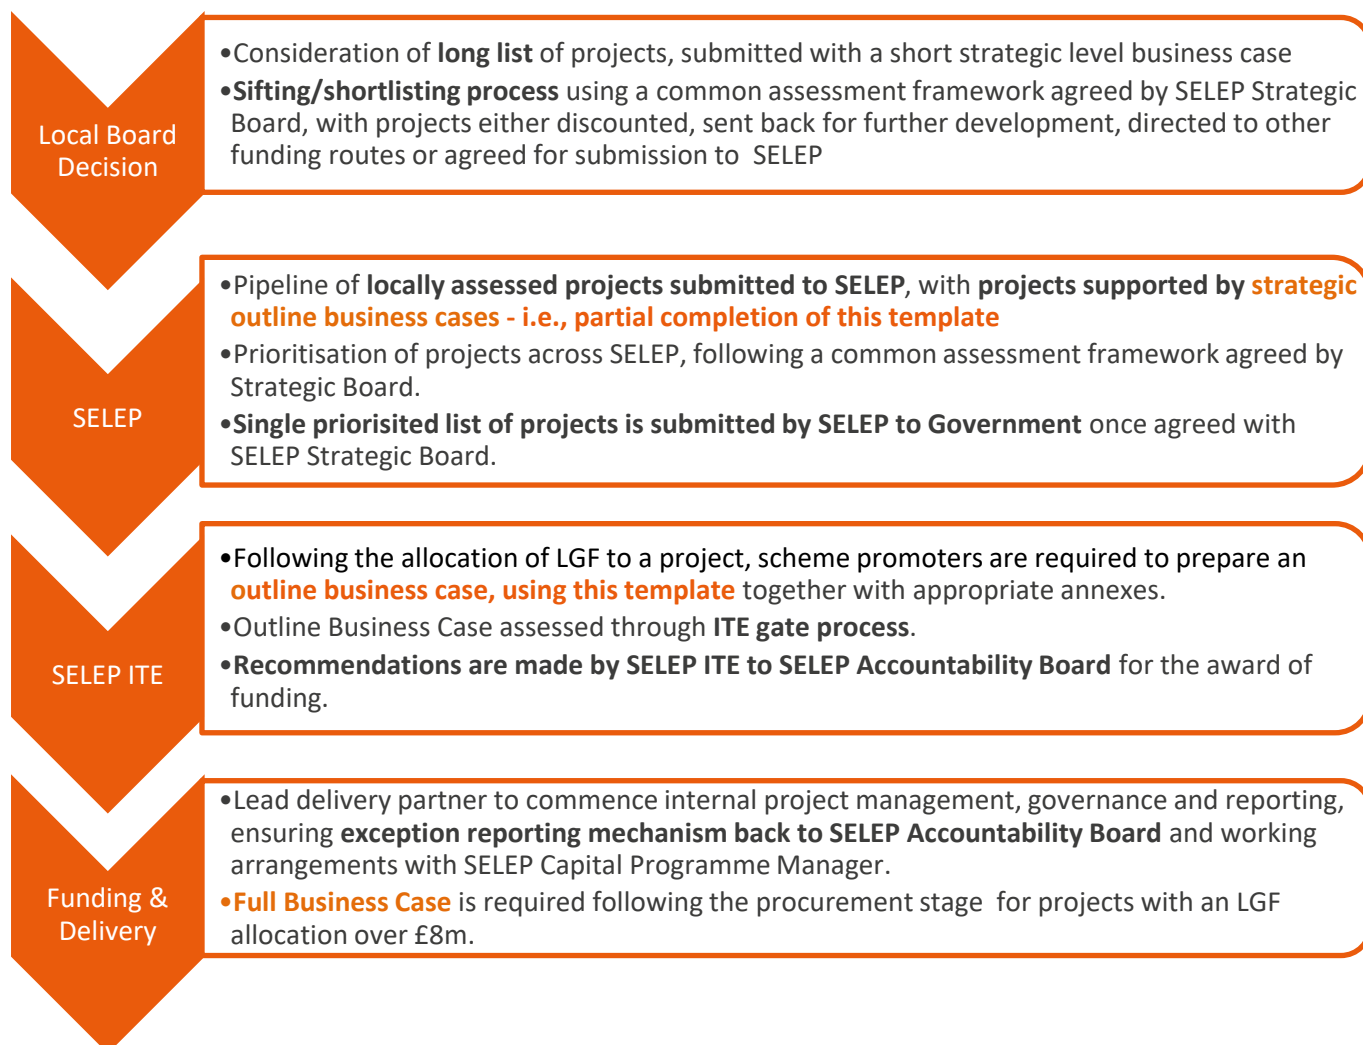 Local Board
Decision
•Consideration of long list of projects, submitted with a short strategic level business case
•Sifting/shortlisting process using a common assessment framework agreed by SELEP Strategic
Board, with projects either discounted, sent back for further development, directed to other
funding routes or agreed for submission to SELEP
SELEP
•Pipeline of locally assessed projects submitted to SELEP, with projects supported by strategic
outline business cases - i.e., partial completion of this template
•Prioritisation of projects across SELEP, following a common assessment framework agreed by
Strategic Board.
•Single priorisited list of projects is submitted by SELEP to Government once agreed with
SELEP Strategic Board.
SELEP ITE
•Following the allocation of LGF to a project, scheme promoters are required to prepare an
outline business case, using this template together with appropriate annexes.
•Outline Business Case assessed through ITE gate process.
•Recommendations are made by SELEP ITE to SELEP Accountability Board for the award of
funding.
Funding &
Delivery
•Lead delivery partner to commence internal project management, governance and reporting,
ensuring exception reporting mechanism back to SELEP Accountability Board and working
arrangements with SELEP Capital Programme Manager.
•Full Business Case is required following the procurement stage for projects with an LGF
allocation over £8m.